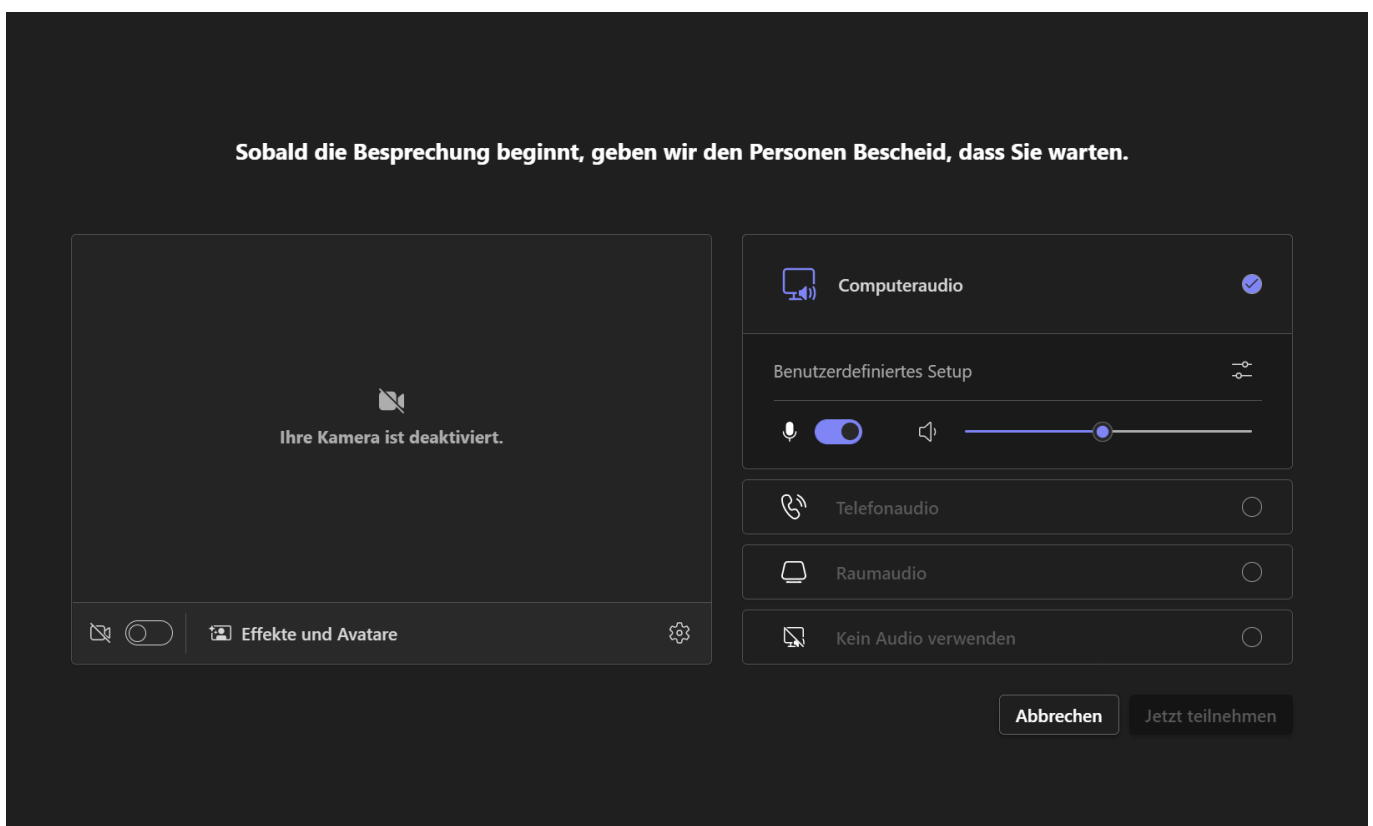 Sobald die Besprechung beginnt, geben wir den Personen Bescheid, dass Sie warten.
Ihre Kamera ist deaktiviert.
Effekte und Avatare
Computeraudio
Benutzerdefiniertes Setup
Telefonaudio
Raumaudio
Kein Audio verwenden
Abbrechen
Jetzt teilnehmen